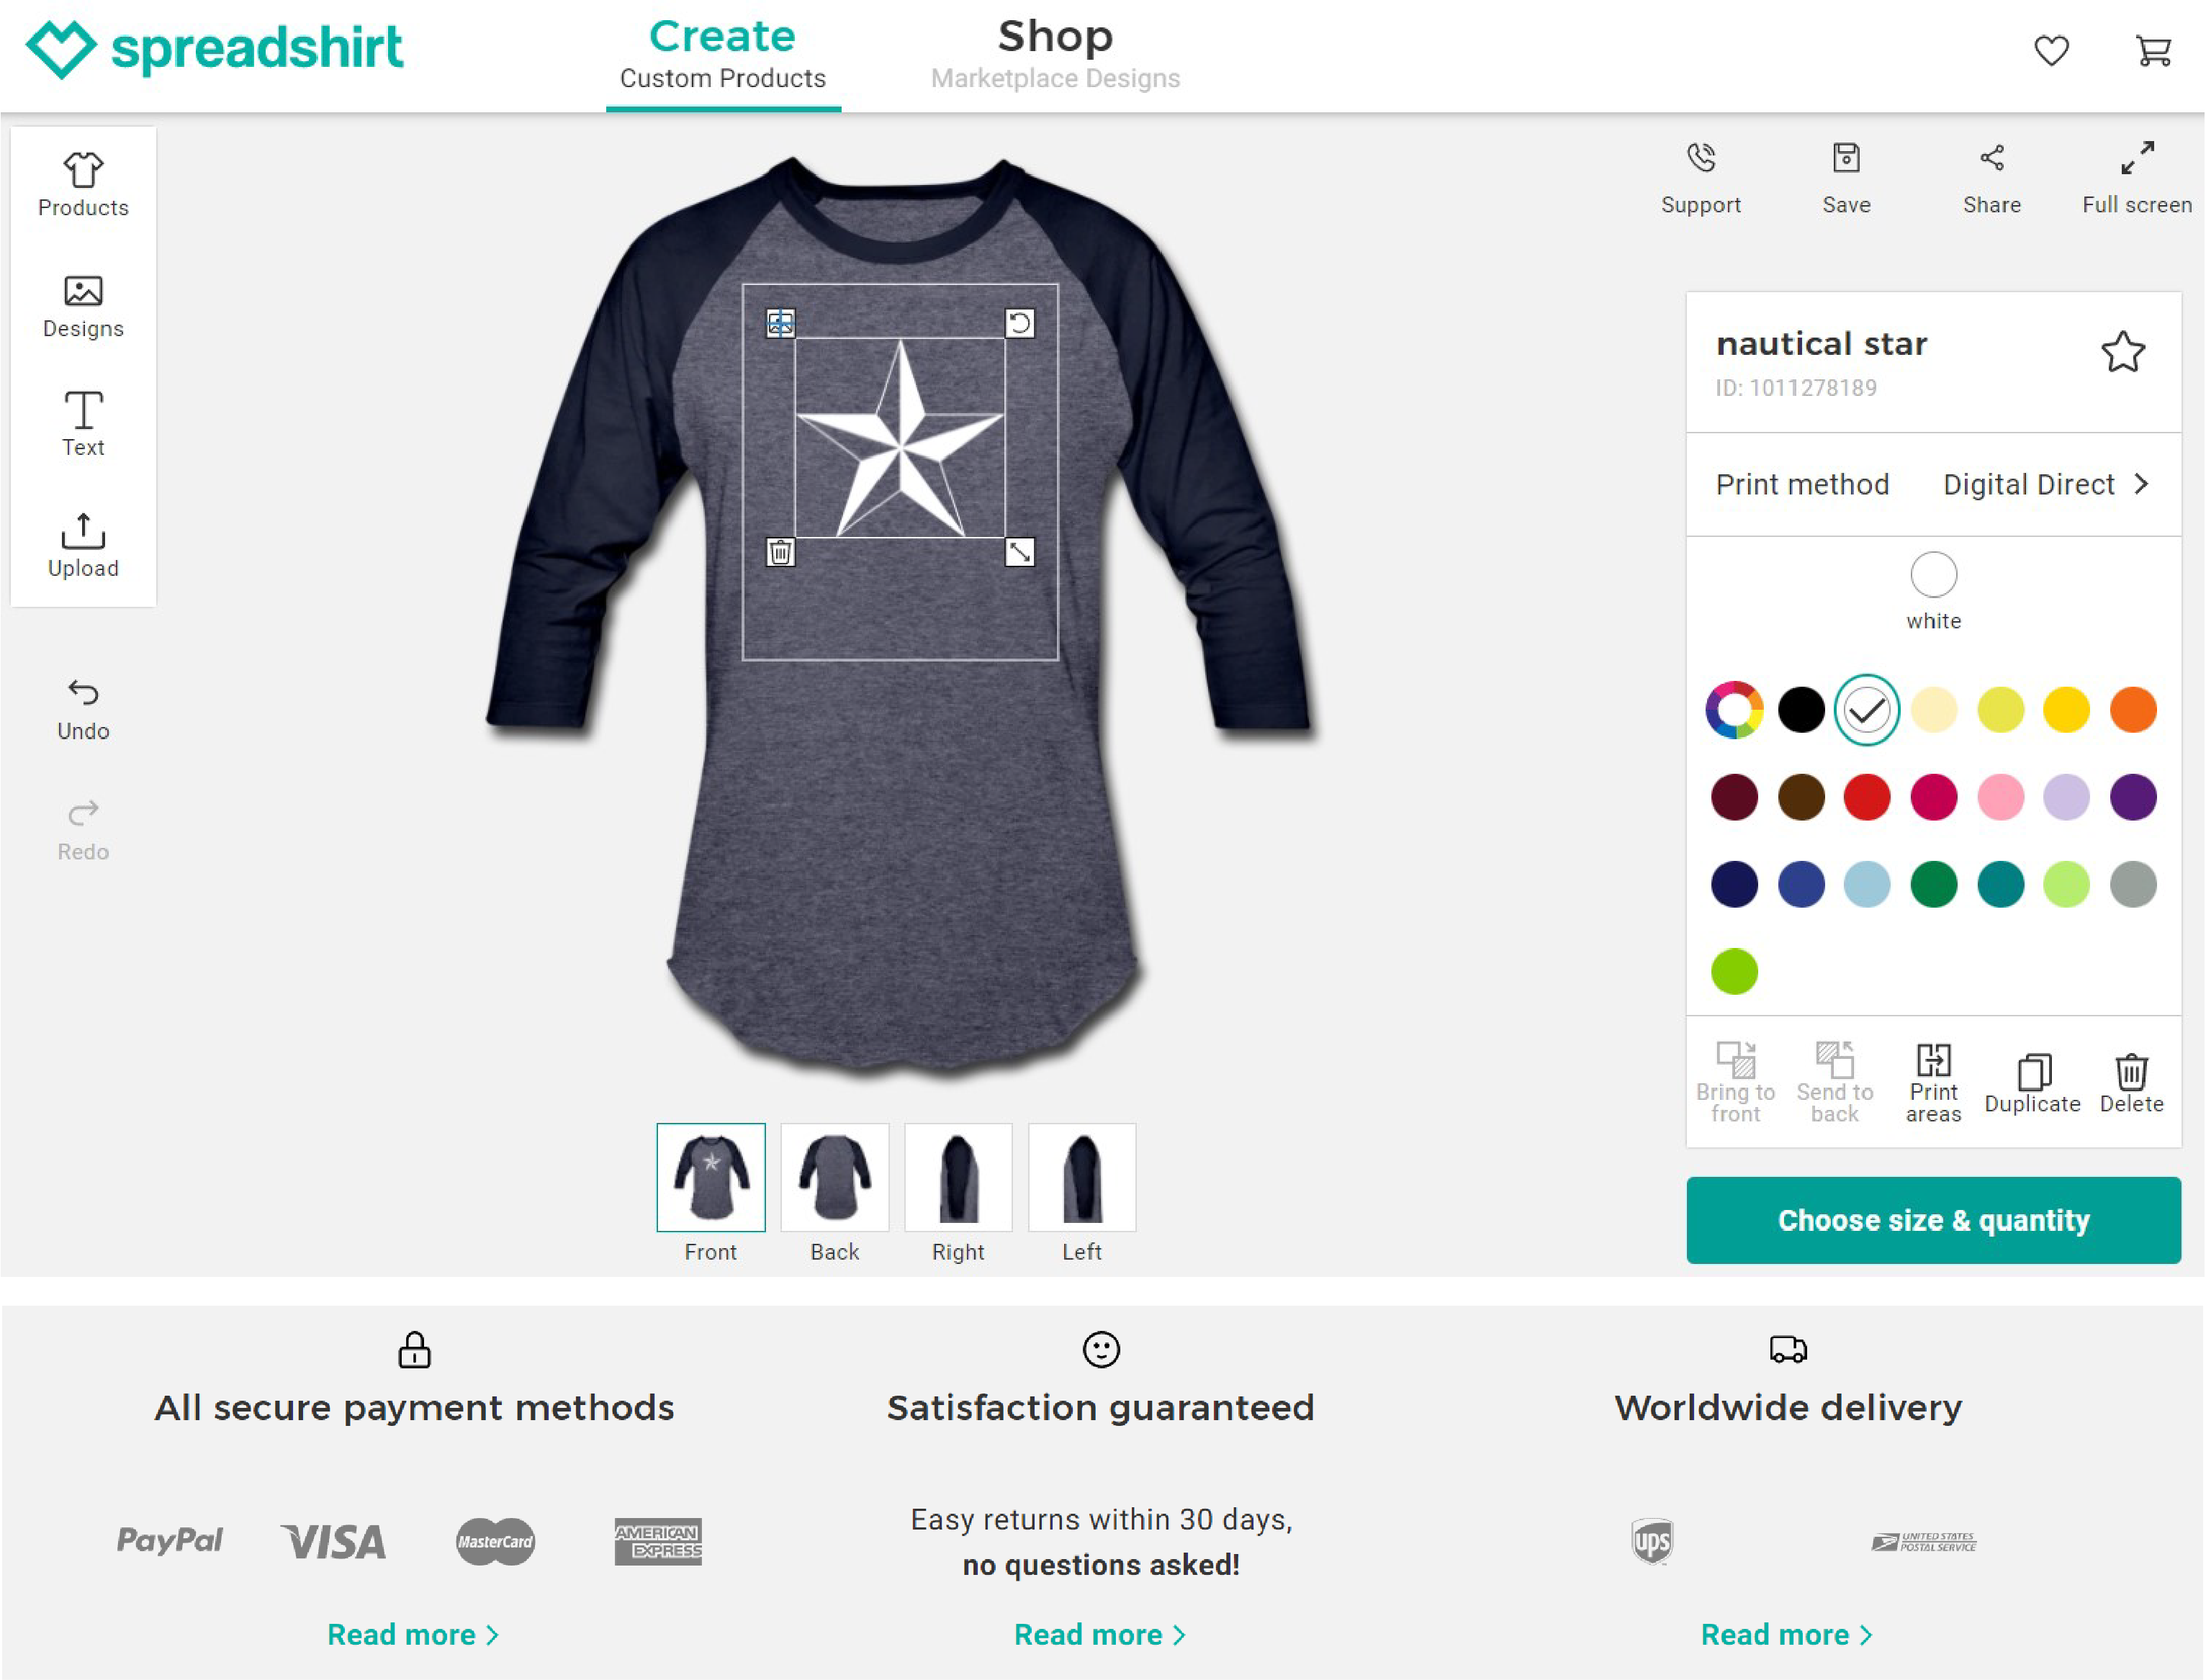 spreadshirt
Create
Custom Products
Shop
Marketplace Designs
Products
Designs
Text
Upload
Undo
Redo
Support
Save
Share
Full screen
nautical star
ID: 1011278189
Print method Digital Direct
white
Bring to
front
Send to
back
Print
areas
Duplicate
Delete
Choose size & quantity
Front
Back
Right
Left
All secure payment methods
PayPal
VISA
MasterCard
AMERICAN
EXPRESS
Read more
Satisfaction guaranteed
Easy returns within 30 days,
no questions asked!
Read more
Worldwide delivery
ups
UNITED STATES
POSTAL SERVICE
Read more